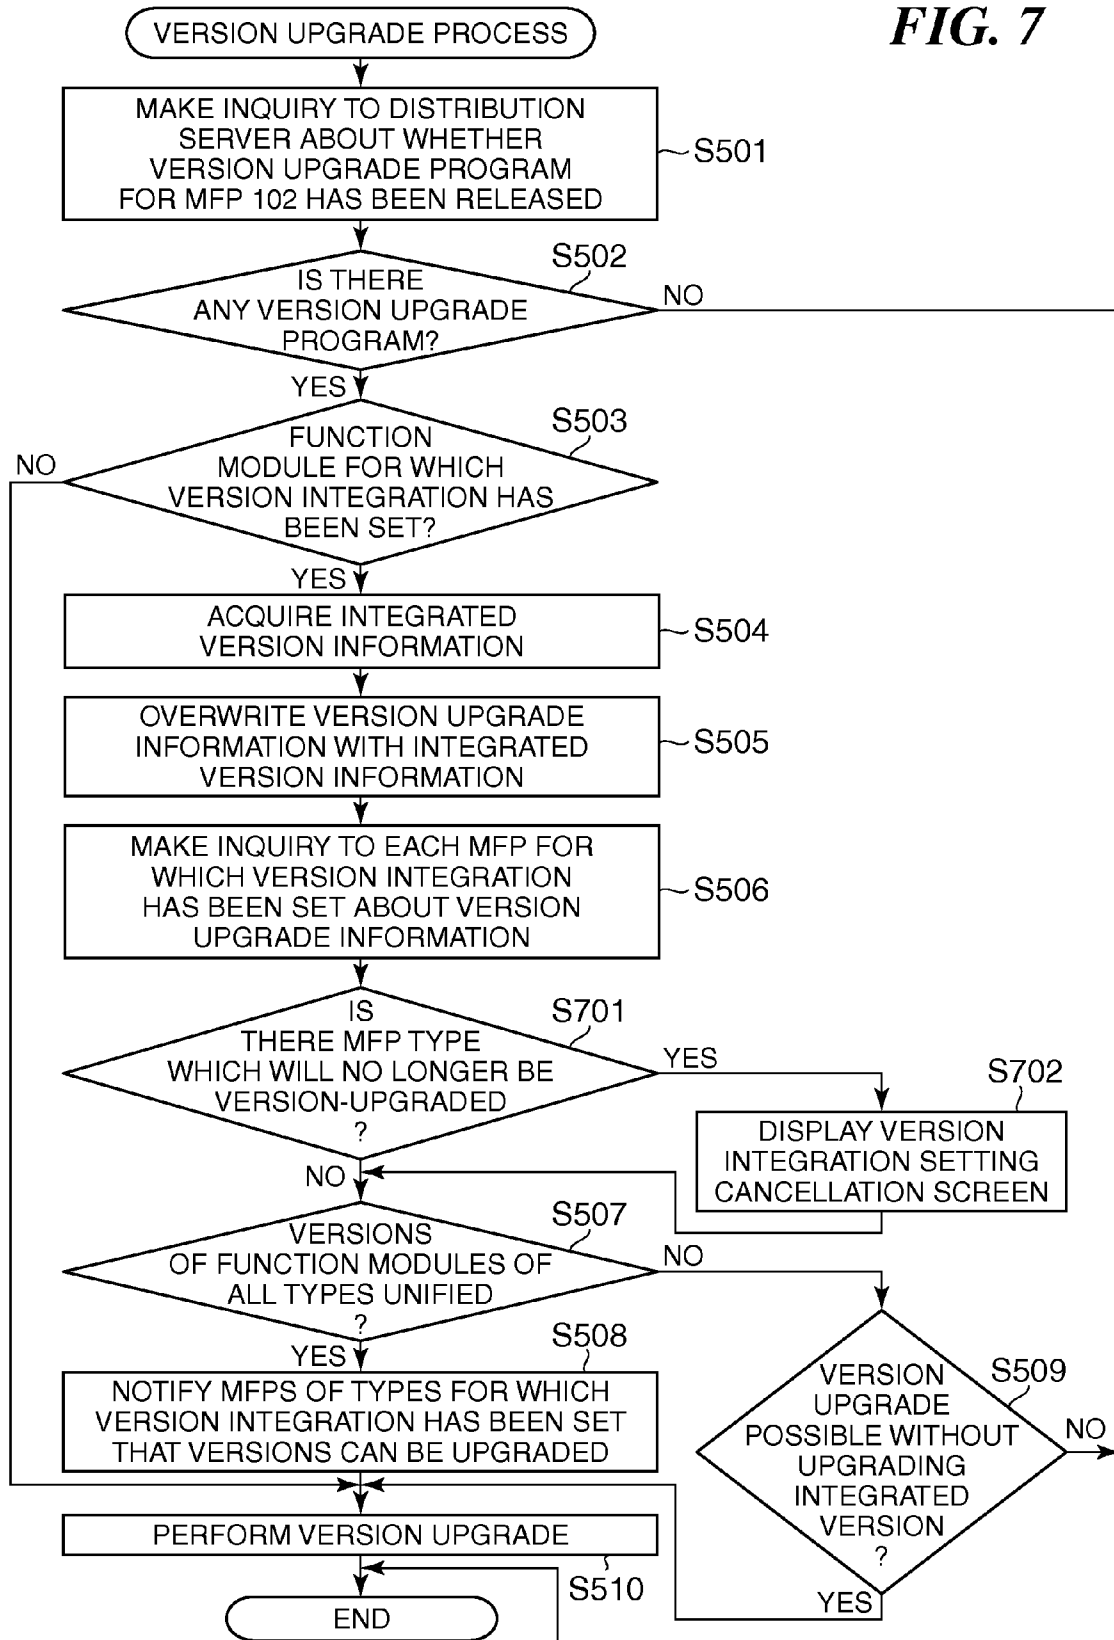 FIG. 7
VERSION UPGRADE PROCESS
MAKE INQUIRY TO DISTRIBUTION
SERVER ABOUT WHETHER
VERSION UPGRADE PROGRAM
FOR MFP 102 HAS BEEN RELEASED
S501
S502
IS THERE
ANY VERSION UPGRADE
PROGRAM?
NO
YES
S503
FUNCTION
MODULE FOR WHICH
VERSION INTEGRATION HAS
BEEN SET?
NO
YES
ACQUIRE INTEGRATED
VERSION INFORMATION
S504
OVERWRITE VERSION UPGRADE
INFORMATION WITH INTEGRATED
VERSION INFORMATION
S505
MAKE INQUIRY TO EACH MFP FOR
WHICH VERSION INTEGRATION
HAS BEEN SET ABOUT VERSION
UPGRADE INFORMATION
S506
IS
THERE MFP TYPE
WHICH WILL NO LONGER BE
VERSION-UPGRADED
?
S701
YES
S702
DISPLAY VERSION
INTEGRATION SETTING
CANCELLATION SCREEN
NO
S507
VERSIONS
OF FUNCTION MODULES OF
ALL TYPES UNIFIED
?
NO
YES
S508
NOTIFY MFPS OF TYPES FOR WHICH
VERSION INTEGRATION HAS BEEN SET
THAT VERSIONS CAN BE UPGRADED
S509
VERSION
UPGRADE
POSSIBLE WITHOUT
UPGRADING
INTEGRATED
VERSION
?
NO
YES
PERFORM VERSION UPGRADE
S510
END